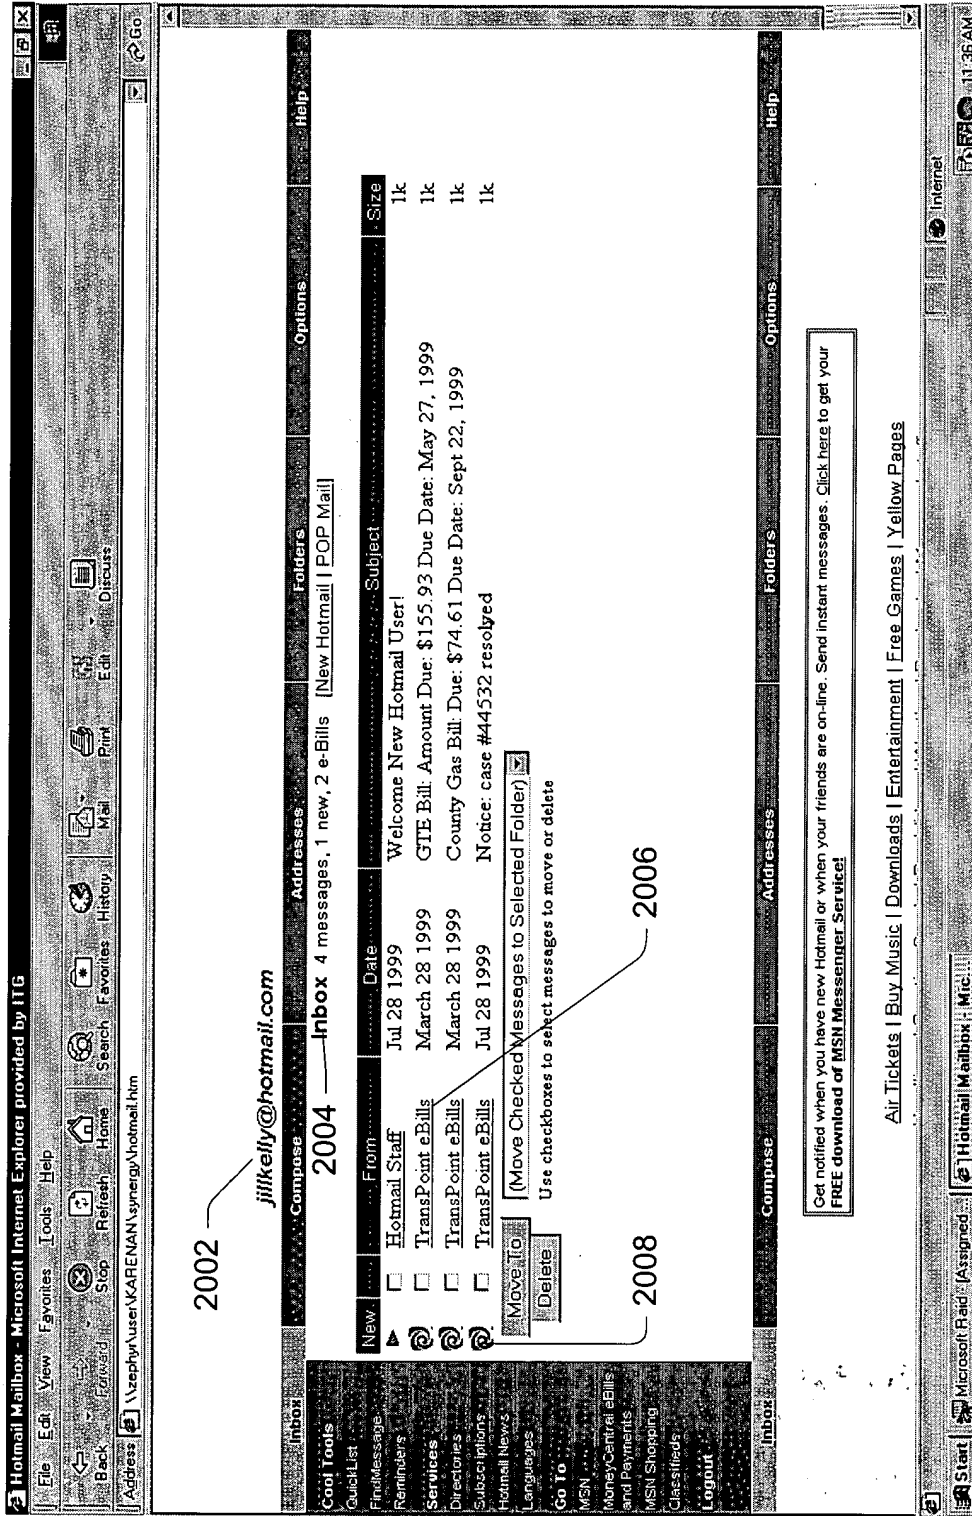 Hotmail Mailbox - Microsoft Internet Explorer provided by ITG
File Edit View Favorites Tools Help
Back Forward Stop Refresh Home Search Favorites History Mail Print Edit Discuss
Address \\zephyr\user\KARENAN\synergy\hotmail.htm Go
2002
jillkelly@hotmail.com
Inbox Compose Addresses Folders Options Help
2004 Inbox 4 messages, 1 new, 2 e-Bills [New Hotmail | POP Mail]
New From Date Subject Size
Hotmail Staff Jul 28 1999 Welcome New Hotmail User! 1k
TransPoint eBills March 28 1999 GTE Bill: Amount Due: $155.93 Due Date: May 27, 1999 1k
TransPoint eBills March 28 1999 County Gas Bill: Due: $74.61 Due Date: Sept 22, 1999 1k
TransPoint eBills Jul 28 1999 Notice: case #44532 resolved 1k
Move To (Move Checked Messages to Selected Folder)
Delete Use checkboxes to select messages to move or delete
2006
2008
Cool Tools
QuickList
FindMessage
Reminders
Services
Directories
Subscriptions
Hotmail News
Languages
Go To
MSN
MoneyCentral eBills
and Payments
MSN Shopping
Classifieds
Logout
Inbox Compose Addresses Folders Options Help
Get notified when you have new Hotmail or when your friends are on-line. Send instant messages. Click here to get your
FREE download of MSN Messenger Service!
Air Tickets | Buy Music | Downloads | Entertainment | Free Games | Yellow Pages
Internet
Start Microsoft Raid - [Assigned... Hotmail Mailbox - Mic... 11:36 AM